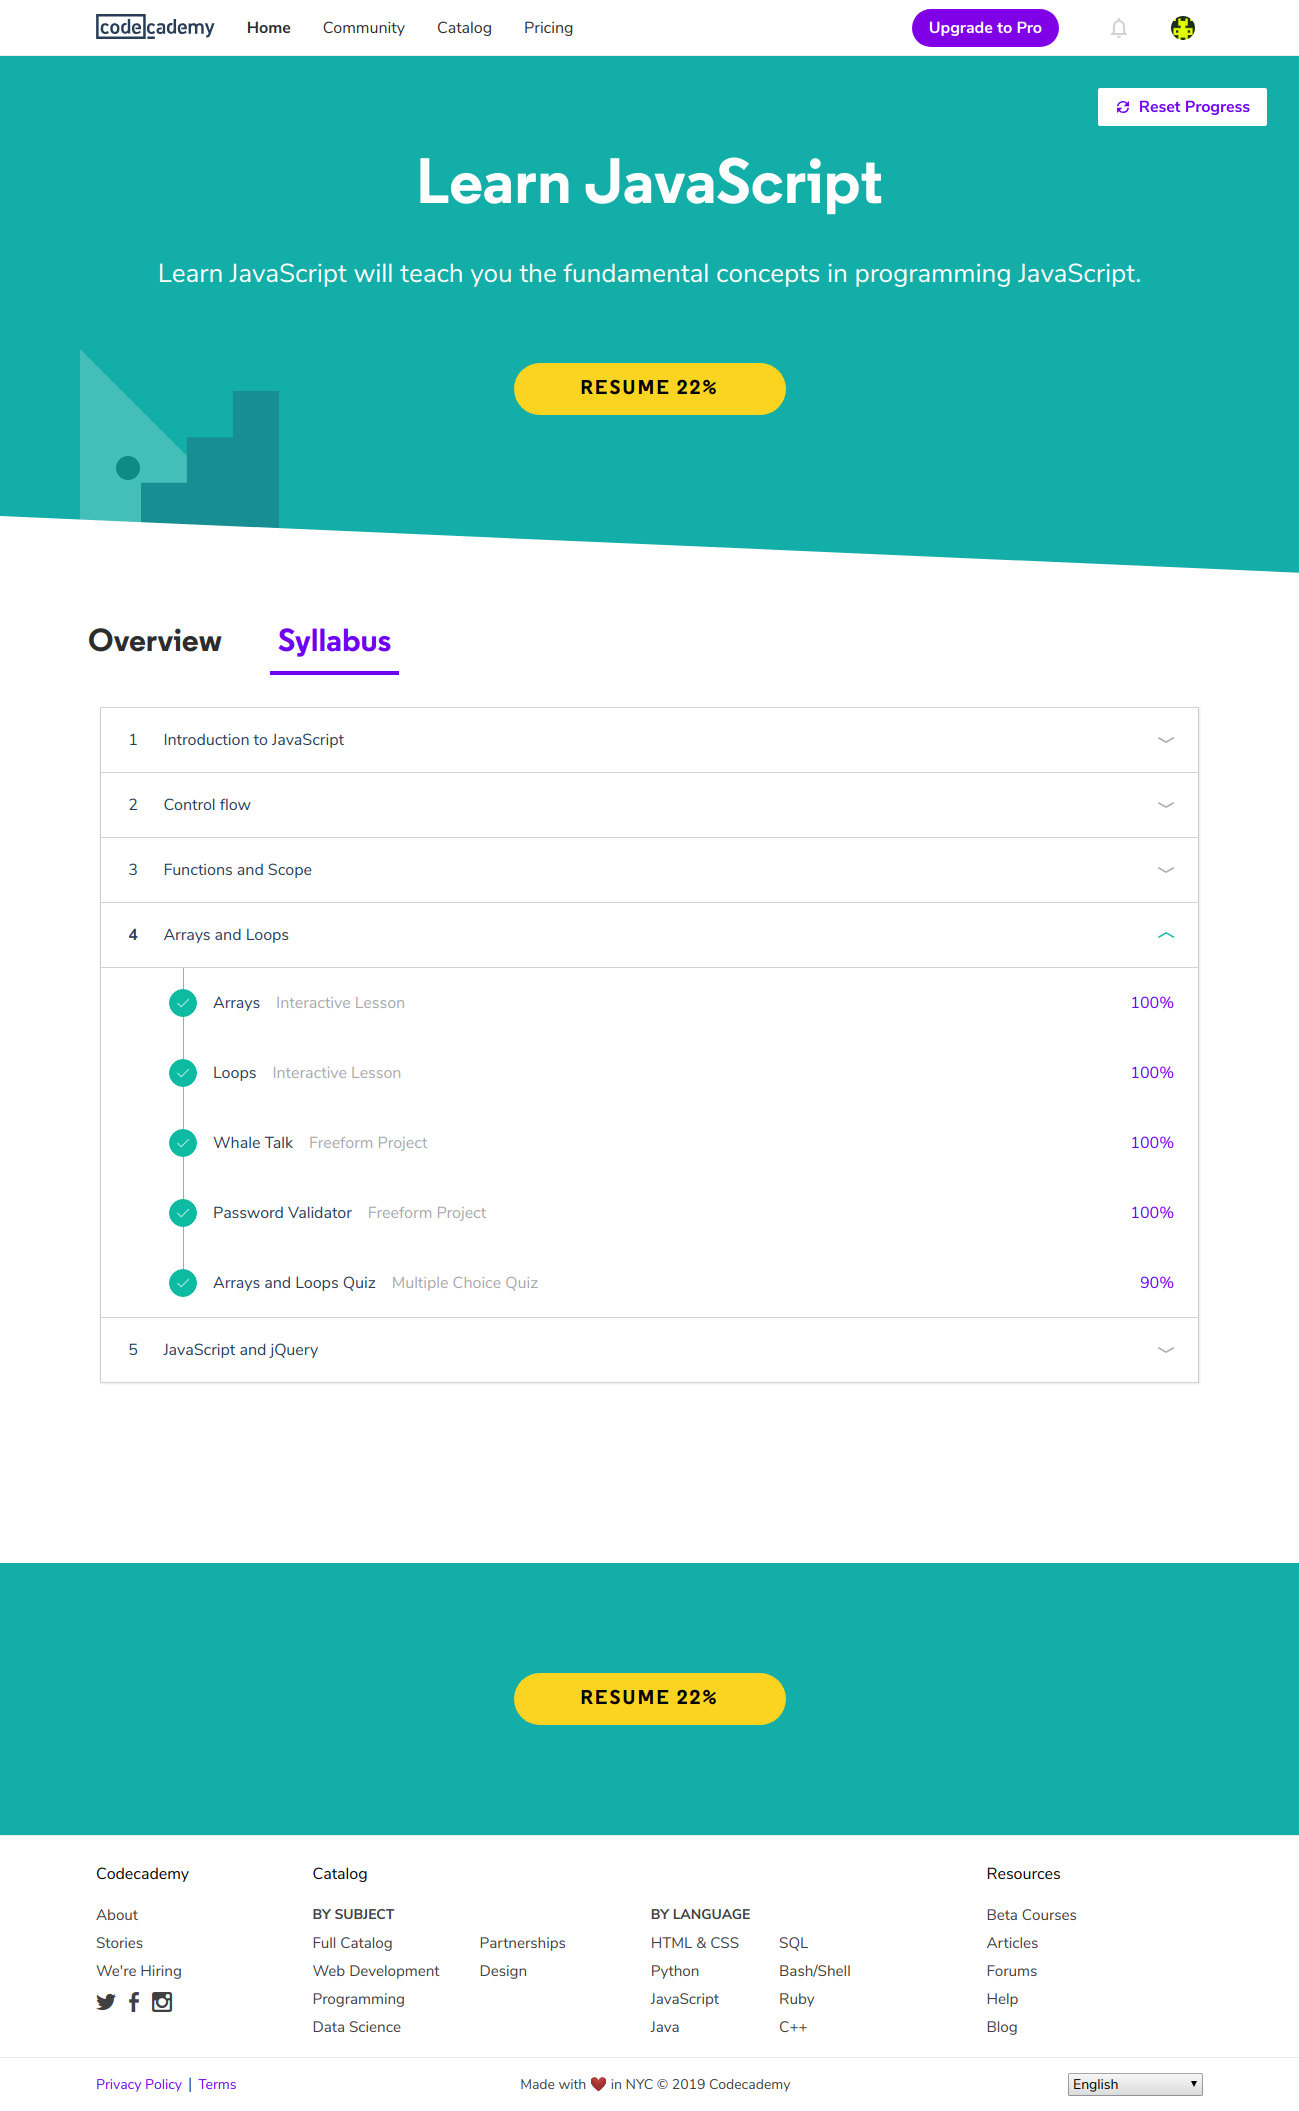 codecademy Home Community Catalog Pricing Upgrade to Pro
Reset Progress
Learn JavaScript
Learn JavaScript will teach you the fundamental concepts in programming JavaScript.
RESUME 22%
Overview Syllabus
1 Introduction to JavaScript
2 Control flow
3 Functions and Scope
4 Arrays and Loops
Arrays Interactive Lesson 100%
Loops Interactive Lesson 100%
Whale Talk Freeform Project 100%
Password Validator Freeform Project 100%
Arrays and Loops Quiz Multiple Choice Quiz 90%
5 JavaScript and jQuery
RESUME 22%
Codecademy Catalog Resources
About BY SUBJECT BY LANGUAGE Beta Courses
Stories Full Catalog Partnerships HTML & CSS SQL Articles
We're Hiring Web Development Design Python Bash/Shell Forums
Programming JavaScript Ruby Help
Data Science Java C++ Blog
Privacy Policy | Terms Made with ❤ in NYC © 2019 Codecademy English